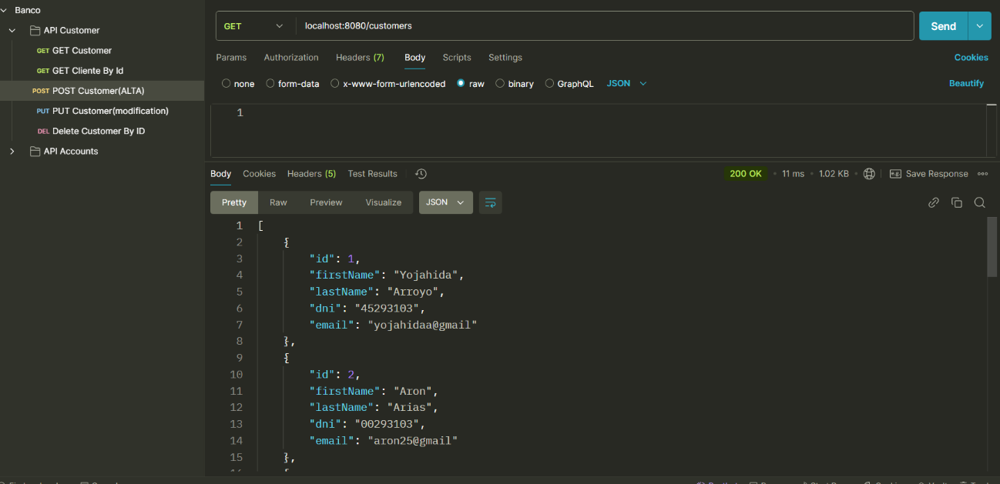 Banco
API Customer
GET GET Customer
GET GET Cliente By Id
POST POST Customer(ALTA)
PUT PUT Customer(modification)
DEL Delete Customer By ID
API Accounts
GET localhost:8080/customers Send
Params Authorization Headers (7) Body Scripts Settings Cookies
none form-data x-www-form-urlencoded raw binary GraphQL JSON Beautify
1
Body Cookies Headers (5) Test Results 200 OK • 11 ms • 1.02 KB • e.g. Save Response
Pretty Raw Preview Visualize JSON
1 [
2 {
3 "id": 1,
4 "firstName": "Yojahida",
5 "lastName": "Arroyo",
6 "dni": "45293103",
7 "email": "yojahidaa@gmail"
8 },
9 {
10 "id": 2,
11 "firstName": "Aron",
12 "lastName": "Arias",
13 "dni": "00293103",
14 "email": "aron25@gmail"
15 },